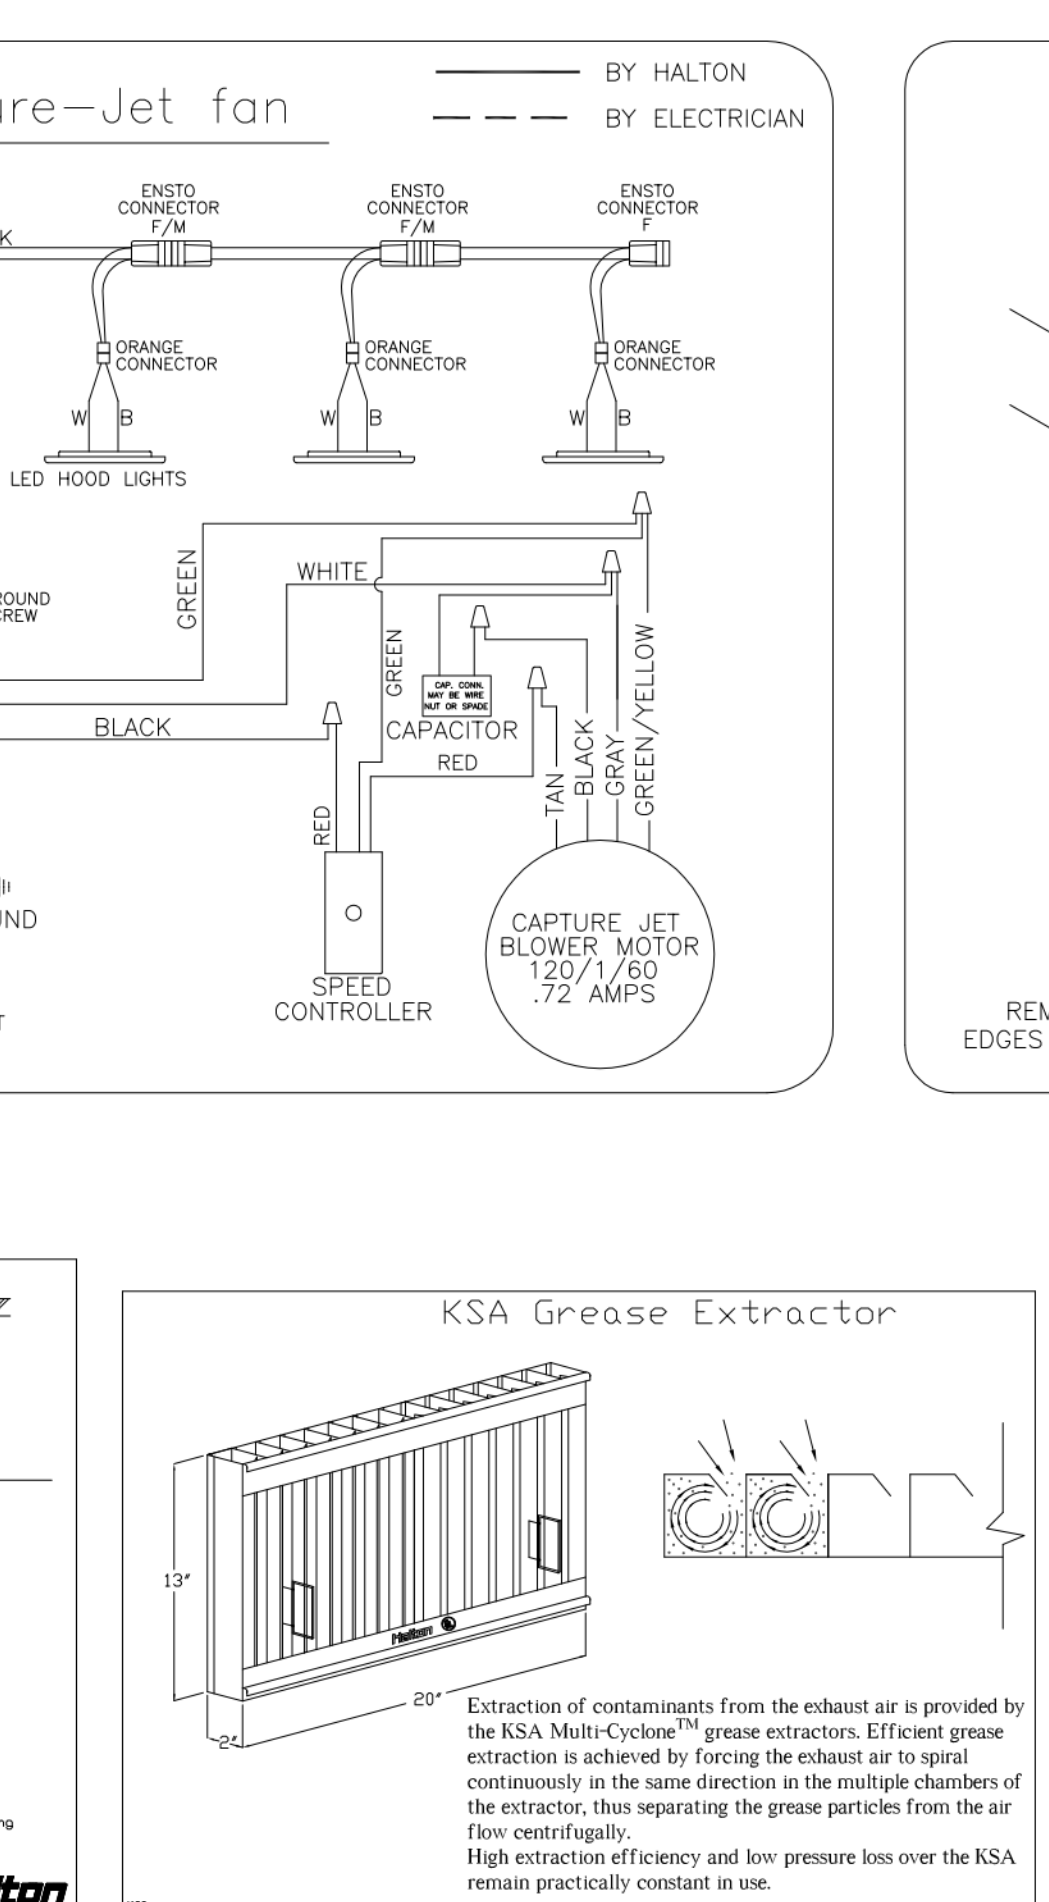 BY HALTON
re-Jet fan
BY ELECTRICIAN
ENSTO
CONNECTOR
F/M
ENSTO
CONNECTOR
F/M
ENSTO
CONNECTOR
F
K
ORANGE
CONNECTOR
ORANGE
CONNECTOR
ORANGE
CONNECTOR
W B
W B
W B
LED HOOD LIGHTS
GREEN
WHITE
OUND
REW
GREEN
GREEN/YELLOW
CAP. CONN.
MAY BE WIRE
NUT OR SPADE
CAPACITOR
BLACK
RED
BLACK
GRAY
TAN
RED
UND
CAPTURE JET
BLOWER MOTOR
120/1/60
.72 AMPS
SPEED
CONTROLLER
T
REM
EDGES
KSA Grease Extractor
13"
Halton
20"
2"
Extraction of contaminants from the exhaust air is provided by
the KSA Multi-Cyclone™ grease extractors. Efficient grease
extraction is achieved by forcing the exhaust air to spiral
continuously in the same direction in the multiple chambers of
the extractor, thus separating the grease particles from the air
flow centrifugally.
High extraction efficiency and low pressure loss over the KSA
remain practically constant in use.
ng
lton